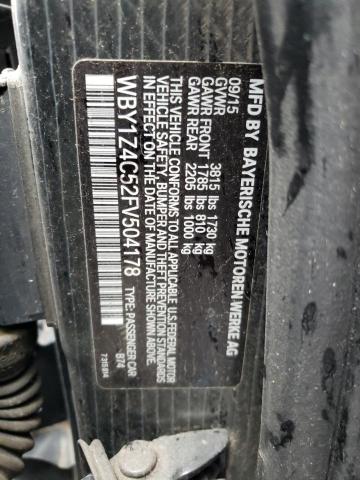 MFD BY BAYERISCHE MOTOREN WERKE AG
09/15
GVWR 3815 lbs 1730 kg
GAWR FRONT 1785 lbs 810 kg
GAWR REAR 2205 lbs 1000 kg
THIS VEHICLE CONFORMS TO ALL APPLICABLE U.S. FEDERAL MOTOR
VEHICLE SAFETY, BUMPER AND THEFT PREVENTION STANDARDS
IN EFFECT ON THE DATE OF MANUFACTURE SHOWN ABOVE.
WBY1Z4C52FV504178 TYPE: PASSENGER CAR
B74